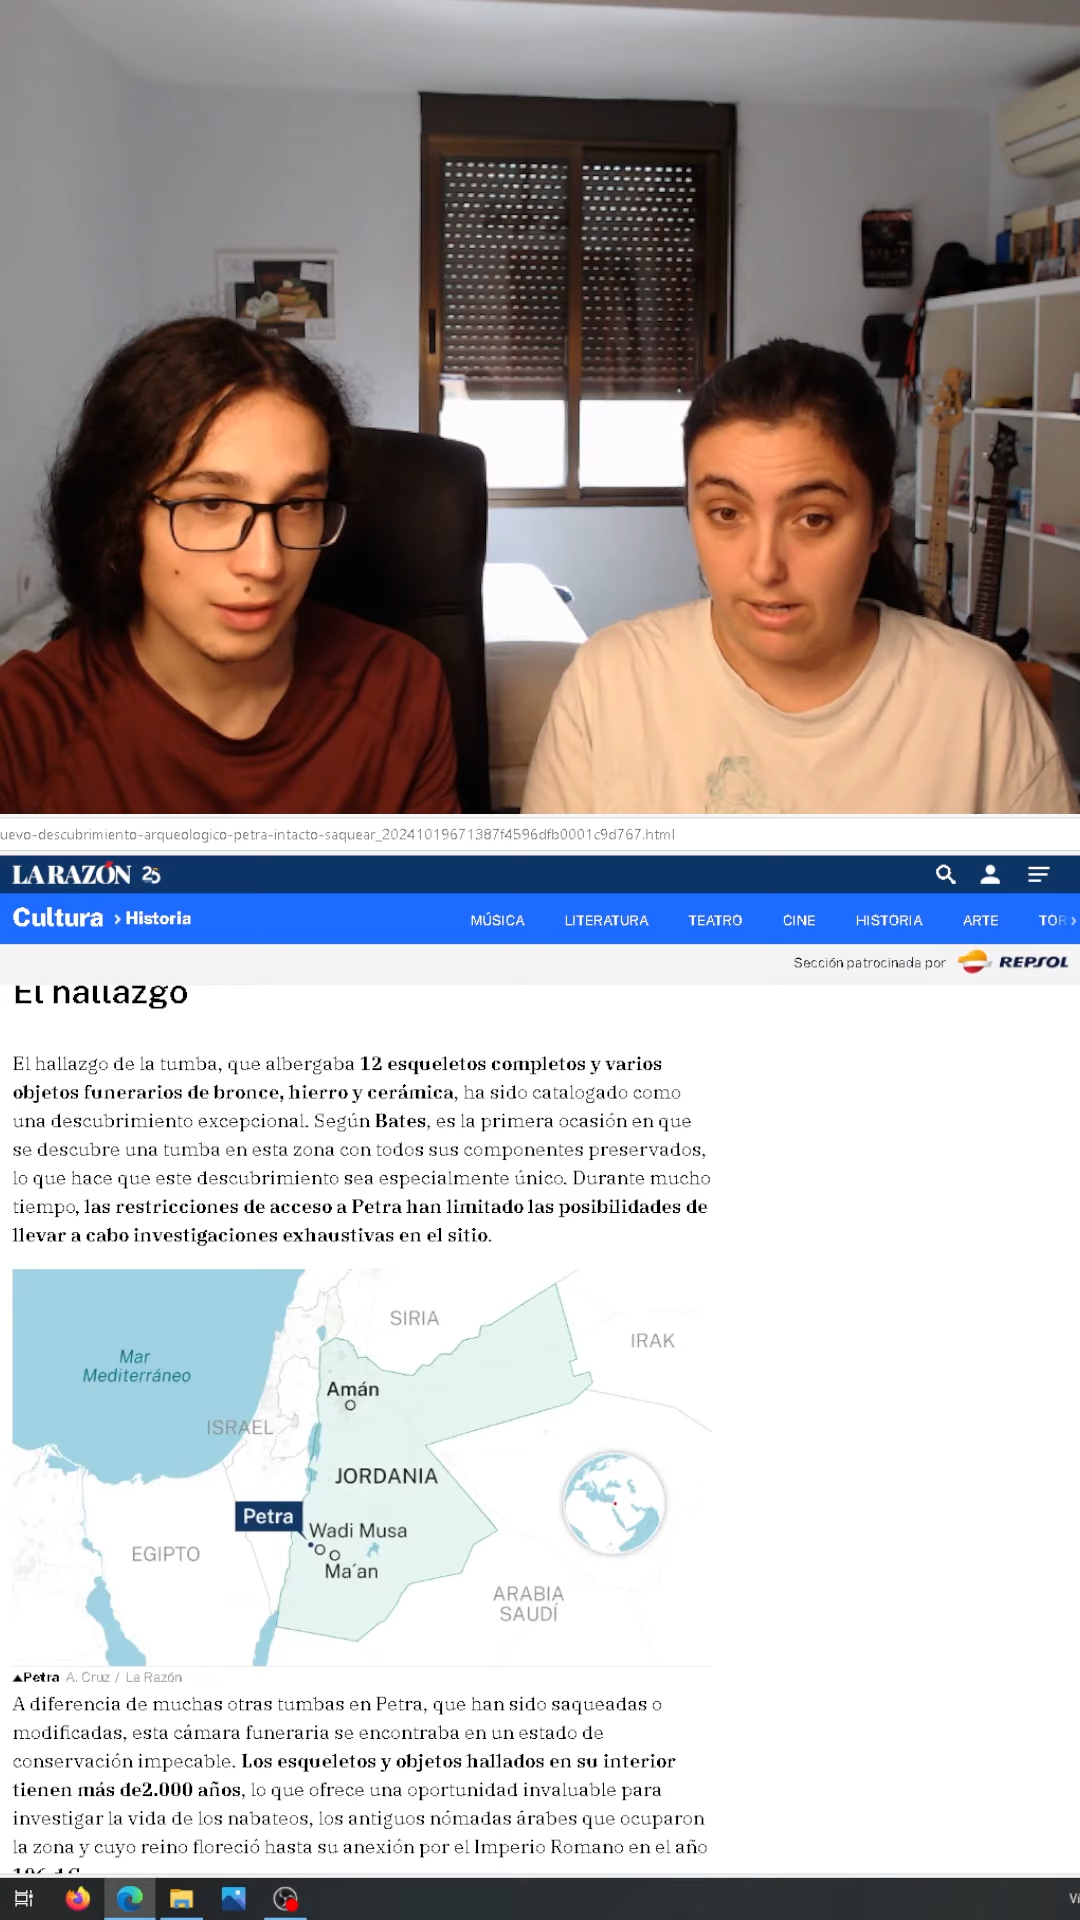 uevo-descubrimiento-arqueologico-petra-intacto-saquear_20241019671387f4596dfb0001c9d767.html
LA RAZÓN 25
Cultura › Historia MÚSICA LITERATURA TEATRO CINE HISTORIA ARTE TOR ›
Sección patrocinada por REPSOL
El hallazgo
El hallazgo de la tumba, que albergaba 12 esqueletos completos y varios
objetos funerarios de bronce, hierro y cerámica, ha sido catalogado como
una descubrimiento excepcional. Según Bates, es la primera ocasión en que
se descubre una tumba en esta zona con todos sus componentes preservados,
lo que hace que este descubrimiento sea especialmente único. Durante mucho
tiempo, las restricciones de acceso a Petra han limitado las posibilidades de
llevar a cabo investigaciones exhaustivas en el sitio.
SIRIA
IRAK
Mar
Mediterráneo
Amán
ISRAEL
JORDANIA
Petra
Wadi Musa
EGIPTO
Ma´an
ARABIA
SAUDÍ
▲Petra A. Cruz / La Razón
A diferencia de muchas otras tumbas en Petra, que han sido saqueadas o
modificadas, esta cámara funeraria se encontraba en un estado de
conservación impecable. Los esqueletos y objetos hallados en su interior
tienen más de2.000 años, lo que ofrece una oportunidad invaluable para
investigar la vida de los nabateos, los antiguos nómadas árabes que ocuparon
la zona y cuyo reino floreció hasta su anexión por el Imperio Romano en el año